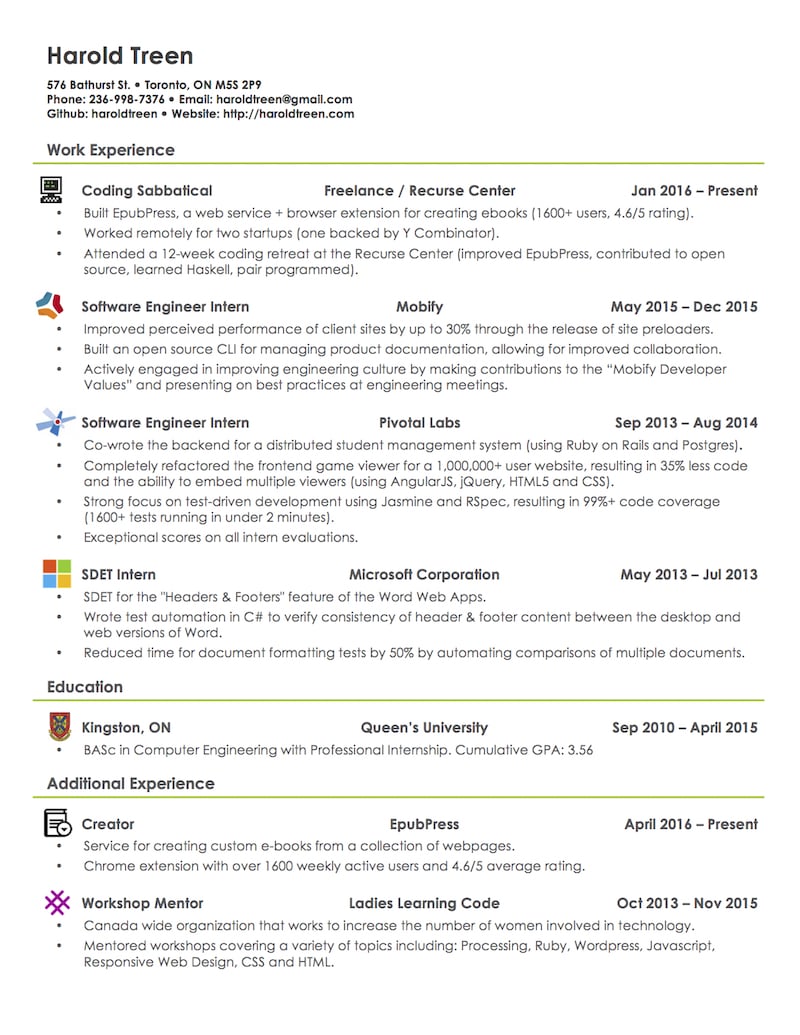 Harold Treen
576 Bathurst St. • Toronto, ON M5S 2P9
Phone: 236-998-7376 • Email: haroldtreen@gmail.com
Github: haroldtreen • Website: http://haroldtreen.com
Work Experience
Coding Sabbatical Freelance / Recurse Center Jan 2016 – Present
• Built EpubPress, a web service + browser extension for creating ebooks (1600+ users, 4.6/5 rating).
• Worked remotely for two startups (one backed by Y Combinator).
• Attended a 12-week coding retreat at the Recurse Center (improved EpubPress, contributed to open
source, learned Haskell, pair programmed).
Software Engineer Intern Mobify May 2015 – Dec 2015
• Improved perceived performance of client sites by up to 30% through the release of site preloaders.
• Built an open source CLI for managing product documentation, allowing for improved collaboration.
• Actively engaged in improving engineering culture by making contributions to the “Mobify Developer
Values” and presenting on best practices at engineering meetings.
Software Engineer Intern Pivotal Labs Sep 2013 – Aug 2014
• Co-wrote the backend for a distributed student management system (using Ruby on Rails and Postgres).
• Completely refactored the frontend game viewer for a 1,000,000+ user website, resulting in 35% less code
and the ability to embed multiple viewers (using AngularJS, jQuery, HTML5 and CSS).
• Strong focus on test-driven development using Jasmine and RSpec, resulting in 99%+ code coverage
(1600+ tests running in under 2 minutes).
• Exceptional scores on all intern evaluations.
SDET Intern Microsoft Corporation May 2013 – Jul 2013
• SDET for the "Headers & Footers" feature of the Word Web Apps.
• Wrote test automation in C# to verify consistency of header & footer content between the desktop and
web versions of Word.
• Reduced time for document formatting tests by 50% by automating comparisons of multiple documents.
Education
Kingston, ON Queen’s University Sep 2010 – April 2015
• BASc in Computer Engineering with Professional Internship. Cumulative GPA: 3.56
Additional Experience
Creator EpubPress April 2016 – Present
• Service for creating custom e-books from a collection of webpages.
• Chrome extension with over 1600 weekly active users and 4.6/5 average rating.
Workshop Mentor Ladies Learning Code Oct 2013 – Nov 2015
• Canada wide organization that works to increase the number of women involved in technology.
• Mentored workshops covering a variety of topics including: Processing, Ruby, Wordpress, Javascript,
Responsive Web Design, CSS and HTML.